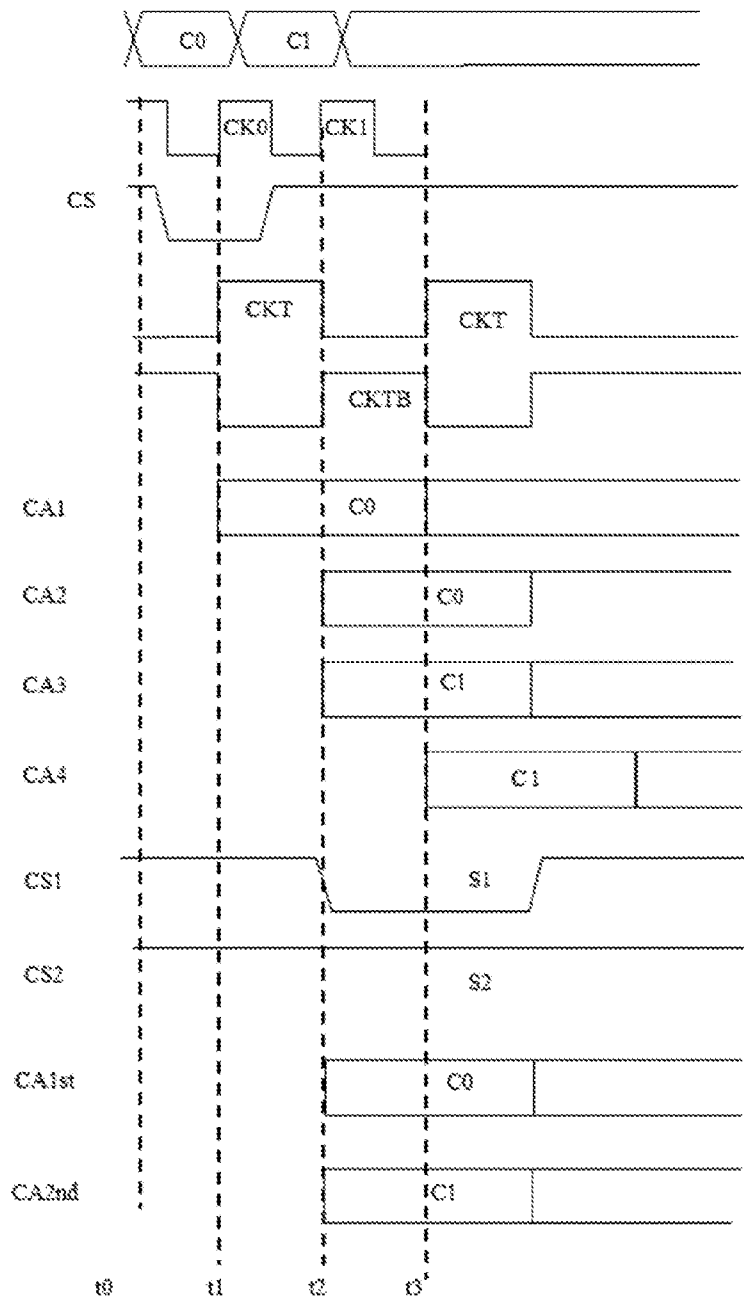 C0 C1
CK0 CK1
CS
CKT CKT
CKTB
CA1 C0
CA2 C0
CA3 C1
CA4 C1
CS1 S1
CS2 S2
CA1st C0
CA2nd C1
t0 t1 t2 t3